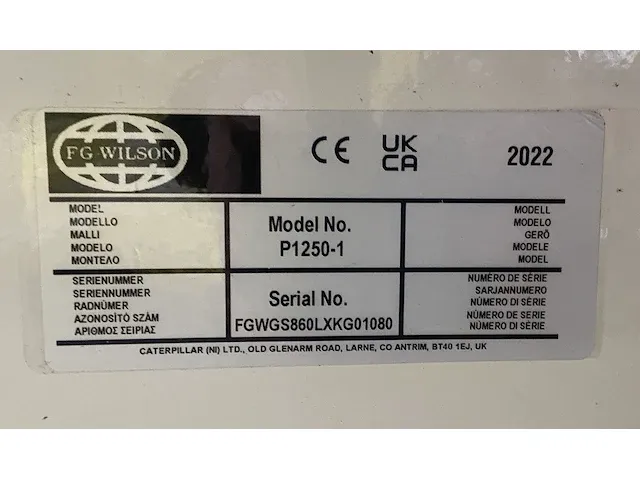 FG WILSON
CE UK CA 2022
MODEL
MODELLO
MALLI
MODELO
ΜΟΝΤΕΛΟ
Model No.
P1250-1
MODELL
MODELO
GERÖ
MODELE
MODEL
SERIENUMMER
SERIENNUMMER
RADNÜMER
AZONOSÍTÓ SZÁM
ΑΡΙΘΜΟΣ ΣΕΙΡΙΑΣ
Serial No.
FGWGS860LXKG01080
NUMÉRO DE SÉRIE
SARJANNUMERO
NÚMERO DI SÉRIE
NÚMERO DE SERIE
NÚMERO DI SÉRIE
CATERPILLAR (NI) LTD., OLD GLENARM ROAD, LARNE, CO ANTRIM, BT40 1EJ, UK